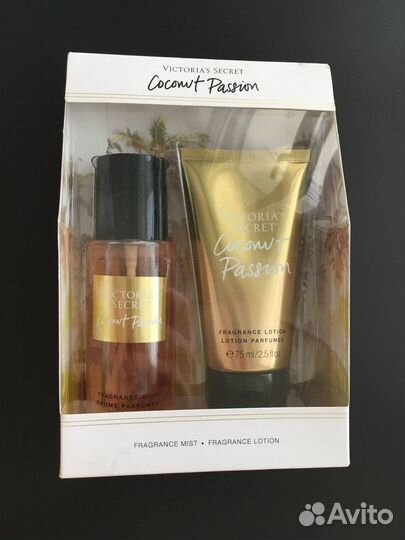 VICTORIA'S SECRET
Coconut Passion
VICTORIA'S
SECRET
Coconut Passion
FRAGRANCE MIST
BRUME PARFUMÉE
VICTORIA'S
SECRET
Coconut
Passion
FRAGRANCE LOTION
LOTION PARFUMÉE
℮ 75 ml/2.5 fl oz
FRAGRANCE MIST • FRAGRANCE LOTION
Avito